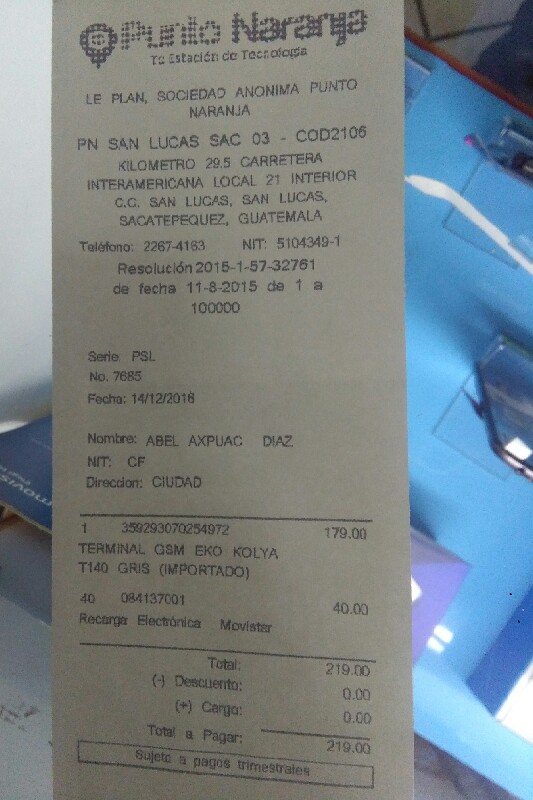 Punto Naranja
Tu Estación de Tecnología
LE PLAN, SOCIEDAD ANONIMA PUNTO
NARANJA
PN SAN LUCAS SAC 03 - COD2106
KILOMETRO 29.5 CARRETERA
INTERAMERICANA LOCAL 21 INTERIOR
C.C. SAN LUCAS, SAN LUCAS,
SACATEPEQUEZ, GUATEMALA
Teléfono: 2267-4163 NIT: 5104349-1
Resolución 2015-1-57-32761
de fecha 11-8-2015 de 1 a
100000
Serie: PSL
No. 7685
Fecha: 14/12/2016
Nombre: ABEL AXPUAC DIAZ
NIT: CF
Direccion: CIUDAD
1 359293070254972 179.00
TERMINAL GSM EKO KOLYA
T140 GRIS (IMPORTADO)
40 084137001 40.00
Recarga Electrónica Movistar
Total: 219.00
(-) Descuento: 0.00
(+) Cargo: 0.00
Total a Pagar: 219.00
Sujeto a pagos trimestrales